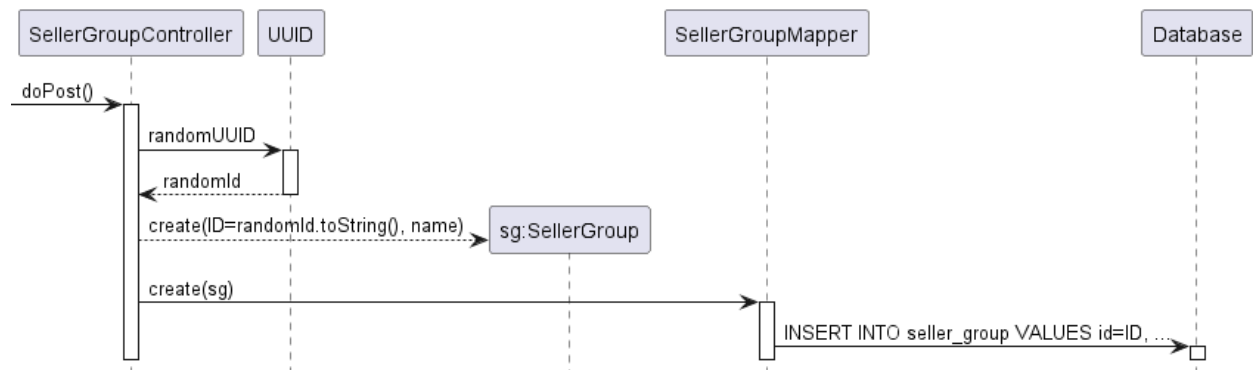 SellerGroupController UUID SellerGroupMapper Database
doPost()
randomUUID
randomId
create(ID=randomId.toString(), name)
sg:SellerGroup
create(sg)
INSERT INTO seller_group VALUES id=ID, ...